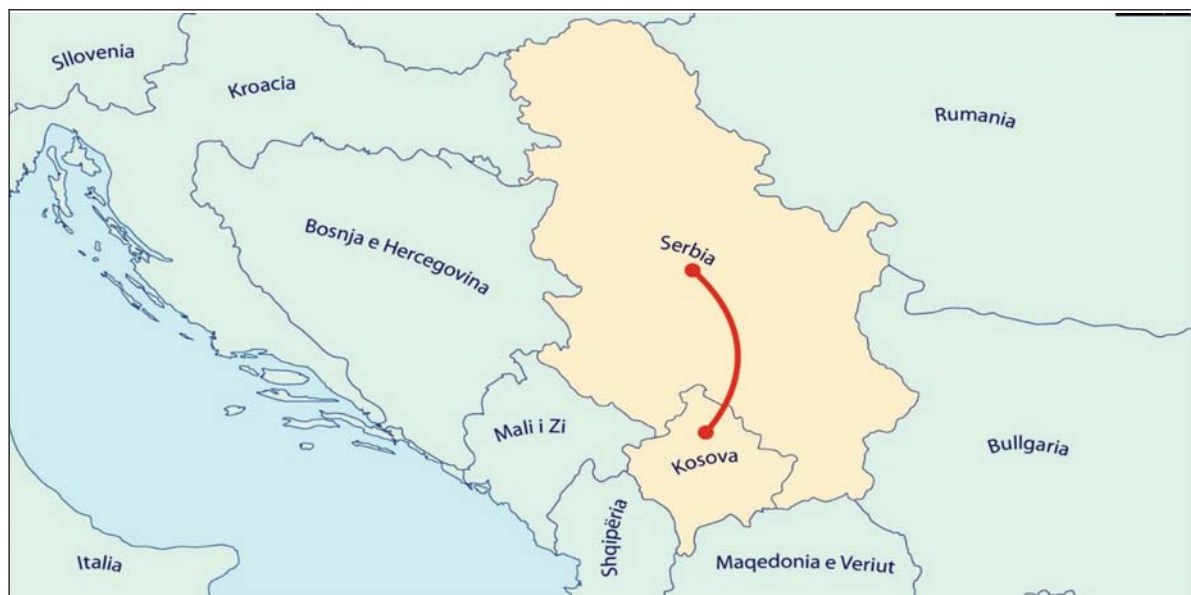 Sllovenia
Kroacia
Rumania
Bosnja e Hercegovina
Serbia
Mali i Zi
Kosova
Bullgaria
Shqipëria
Maqedonia e Veriut
Italia